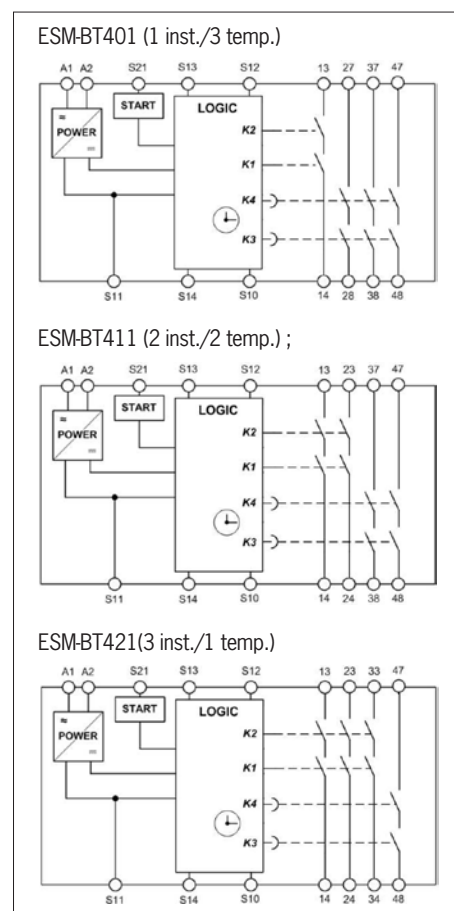 ESM-BT401 (1 inst./3 temp.)
A1 A2 S21 S13 S12 13 27 37 47
START LOGIC
≈ POWER ⎓
K2
K1
K4
K3
S11 S14 S10 14 28 38 48
ESM-BT411 (2 inst./2 temp.) ;
A1 A2 S21 S13 S12 13 23 37 47
START LOGIC
≈ POWER ⎓
K2
K1
K4
K3
S11 S14 S10 14 24 38 48
ESM-BT421(3 inst./1 temp.)
A1 A2 S21 S13 S12 13 23 33 47
START LOGIC
≈ POWER ⎓
K2
K1
K4
K3
S11 S14 S10 14 24 34 48